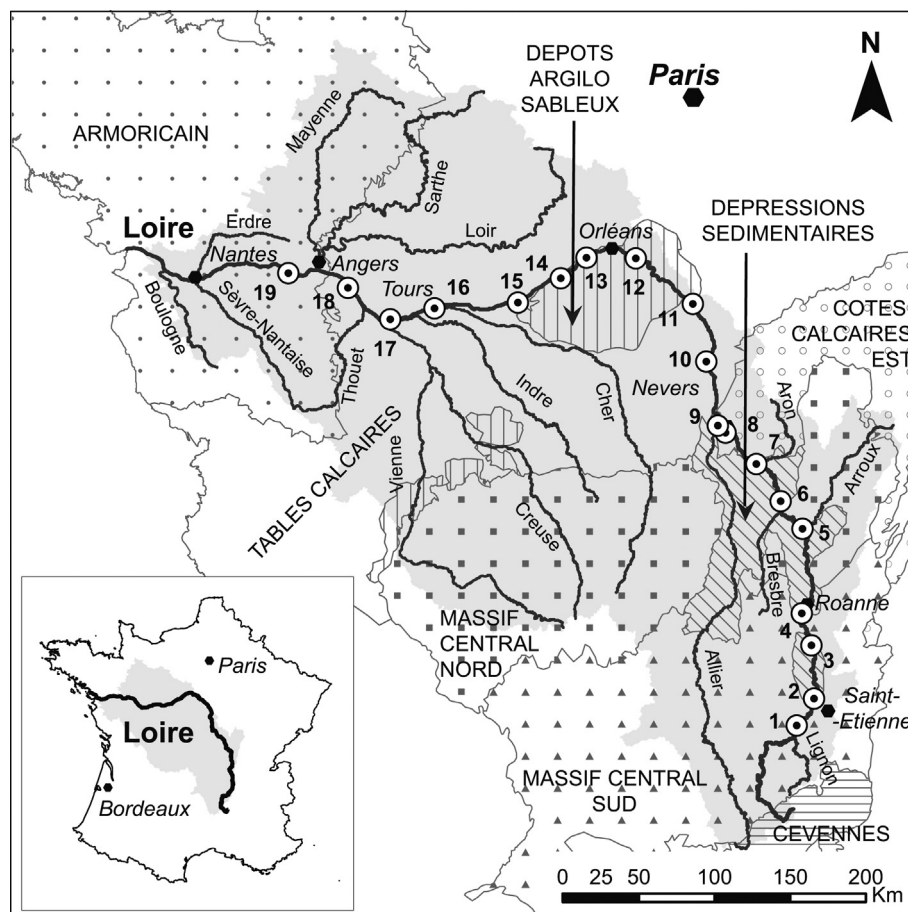 DEPOTS
ARGILO
SABLEUX
Paris
N
ARMORICAIN
Mayenne
Sarthe
DEPRESSIONS
SEDIMENTAIRES
Loire
Erdre
Loir
Orléans
Nantes
Angers
14
13
12
15
Tours
16
19
18
11
COTES
CALCAIRES
EST
Boulogne
Sèvre-Nantaise
Thouet
17
10
Nevers
Indre
Cher
Aron
9
8
7
TABLES CALCAIRES
Vienne
Creuse
6
Arroux
5
Bresbre
Roanne
MASSIF
CENTRAL
NORD
4
3
Allier
2
Saint-
-Etienne
1
Lignon
MASSIF CENTRAL
SUD
CEVENNES
Paris
Loire
Bordeaux
0 25 50 100 150 200
Km